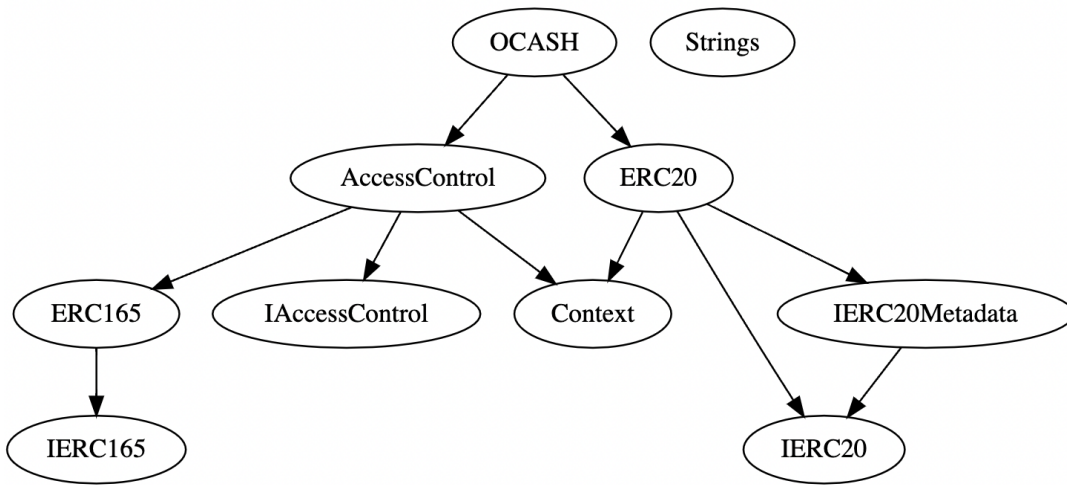 OCASH
Strings
AccessControl
ERC20
ERC165
IAccessControl
Context
IERC20Metadata
IERC165
IERC20